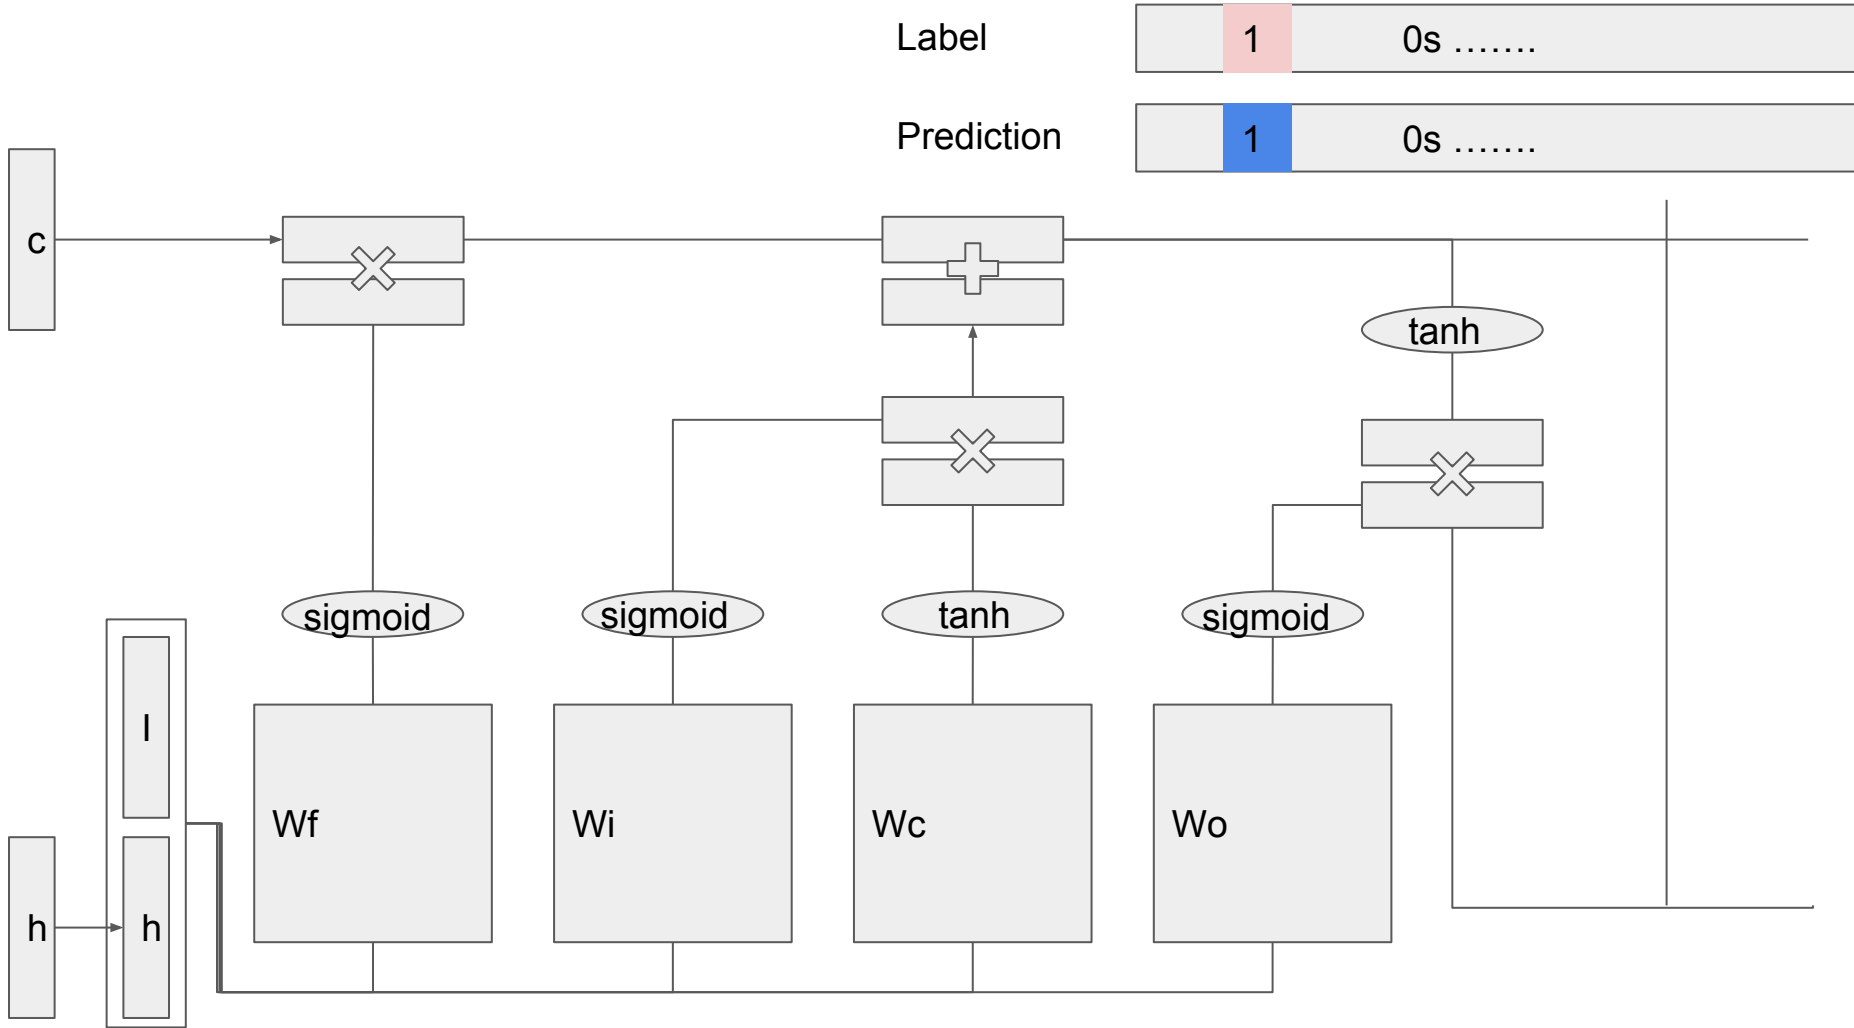 Label
1
0s .......
Prediction
1
0s .......
c
tanh
sigmoid
sigmoid
tanh
sigmoid
I
Wf
Wi
Wc
Wo
h
h